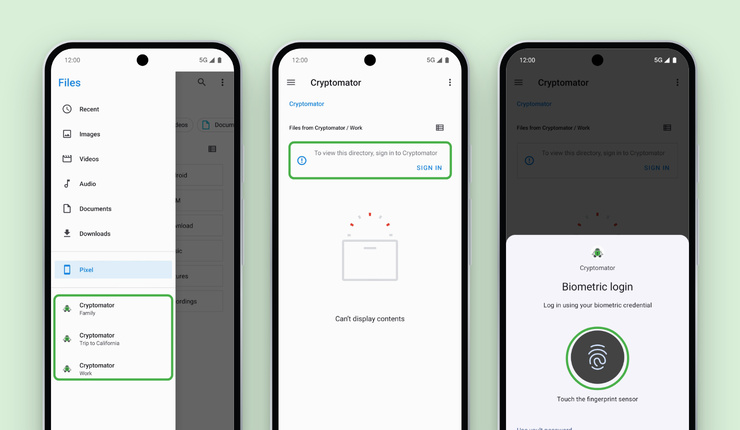 12:00
5G
Files
Recent
Images
Videos
Audio
Documents
Downloads
Pixel
Cryptomator
Family
Cryptomator
Trip to California
Cryptomator
Work
12:00
5G
Cryptomator
Cryptomator
Files from Cryptomator / Work
To view this directory, sign in to Cryptomator
SIGN IN
Can't display contents
12:00
5G
Cryptomator
Cryptomator
Files from Cryptomator / Work
To view this directory, sign in to Cryptomator
SIGN IN
Cryptomator
Biometric login
Log in using your biometric credential
Touch the fingerprint sensor